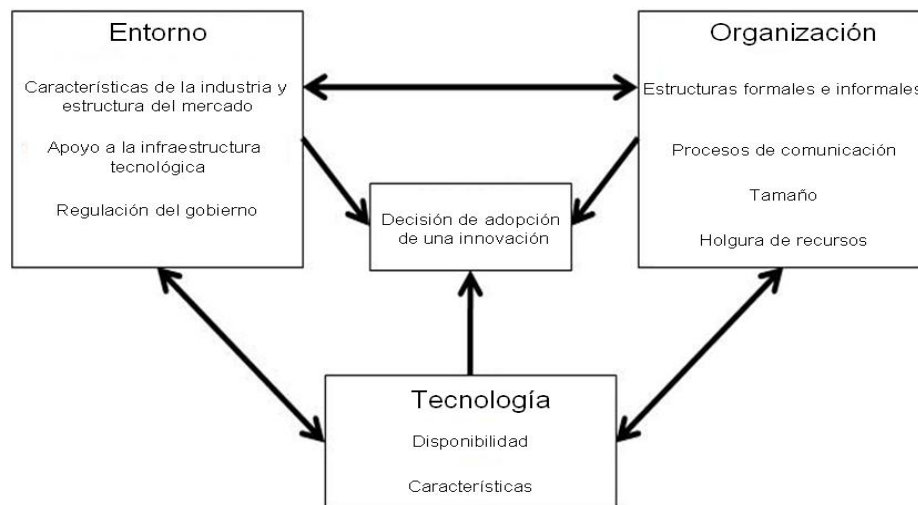 Entorno
Características de la industria y
estructura del mercado
Apoyo a la infraestructura
tecnológica
Regulación del gobierno
Organización
Estructuras formales e informales
Procesos de comunicación
Tamaño
Holgura de recursos
Decisión de adopción
de una innovación
Tecnología
Disponibilidad
Características